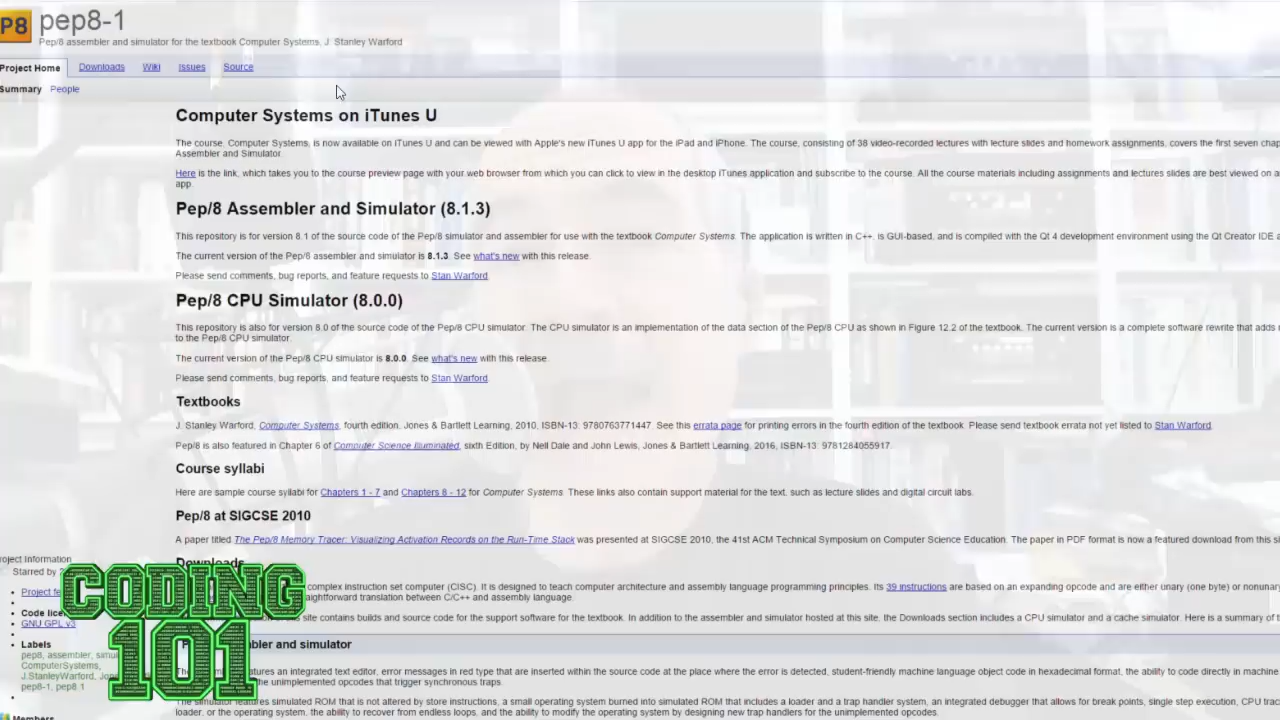 P8 pep8-1
Pep/8 assembler and simulator for the textbook Computer Systems, J. Stanley Warford
Project Home Downloads Wiki Issues Source
Summary People
Computer Systems on iTunes U
The course, Computer Systems, is now available on iTunes U and can be viewed with Apple's new iTunes U app for the iPad and iPhone. The course, consisting of 38 video-recorded lectures with lecture slides and homework assignments, covers the first seven chap
Assembler and Simulator.
Here is the link, which takes you to the course preview page with your web browser from which you can click to view in the desktop iTunes application and subscribe to the course. All the course materials including assignments and lectures slides are best viewed on a
app.
Pep/8 Assembler and Simulator (8.1.3)
This repository is for version 8.1 of the source code of the Pep/8 simulator and assembler for use with the textbook Computer Systems. The application is written in C++, is GUI-based, and is compiled with the Qt 4 development environment using the Qt Creator IDE a
The current version of the Pep/8 assembler and simulator is 8.1.3. See what's new with this release.
Please send comments, bug reports, and feature requests to Stan Warford.
Pep/8 CPU Simulator (8.0.0)
This repository is also for version 8.0 of the source code of the Pep/8 CPU simulator. The CPU simulator is an implementation of the data section of the Pep/8 CPU as shown in Figure 12.2 of the textbook. The current version is a complete software rewrite that adds
to the Pep/8 CPU simulator.
The current version of the Pep/8 CPU simulator is 8.0.0. See what's new with this release.
Please send comments, bug reports, and feature requests to Stan Warford.
Textbooks
J. Stanley Warford, Computer Systems, fourth edition, Jones & Bartlett Learning, 2010, ISBN-13: 9780763771447. See this errata page for printing errors in the fourth edition of the textbook. Please send textbook errata not yet listed to Stan Warford.
Pep/8 is also featured in Chapter 6 of Computer Science Illuminated, sixth Edition, by Nell Dale and John Lewis, Jones & Bartlett Learning, 2016, ISBN-13: 9781284055917.
Course syllabi
Here are sample course syllabi for Chapters 1 - 7 and Chapters 8 - 12 for Computer Systems. These links also contain support material for the text, such as lecture slides and digital circuit labs.
Pep/8 at SIGCSE 2010
A paper titled The Pep/8 Memory Tracer: Visualizing Activation Records on the Run-Time Stack was presented at SIGCSE 2010, the 41st ACM Technical Symposium on Computer Science Education. The paper in PDF format is now a featured download from this si
Downloads
complex instruction set computer (CISC). It is designed to teach computer architecture and assembly language programming principles. Its 39 instructions are based on an expanding opcode and are either unary (one byte) or nonunar
aightforward translation between C/C++ and assembly language.
e site contains builds and source code for the support software for the textbook. In addition to the assembler and simulator hosted at this site, the Downloads section includes a CPU simulator and a cache simulator. Here is a summary of t
bler and simulator
tures an integrated text editor, error messages in red type that are inserted within the source code at the place where the error is detected, student-friendly machine language object code in hexadecimal format, the ability to code directly in machine
the unimplemented opcodes that trigger synchronous traps.
The simulator features simulated ROM that is not altered by store instructions, a small operating system burned into simulated ROM that includes a loader and a trap handler system, an integrated debugger that allows for break points, single step execution, CPU trac
loader, or the operating system, the ability to recover from endless loops, and the ability to modify the operating system by designing new trap handlers for the unimplemented opcodes.
roject Information
Starred by 2
Project fe
Code lice
GNU GPL v3
Labels
pep8, assembler, simul
ComputerSystems,
J.StanleyWarford, Jon
pep8-1, pep8.1
Members
CODING
101